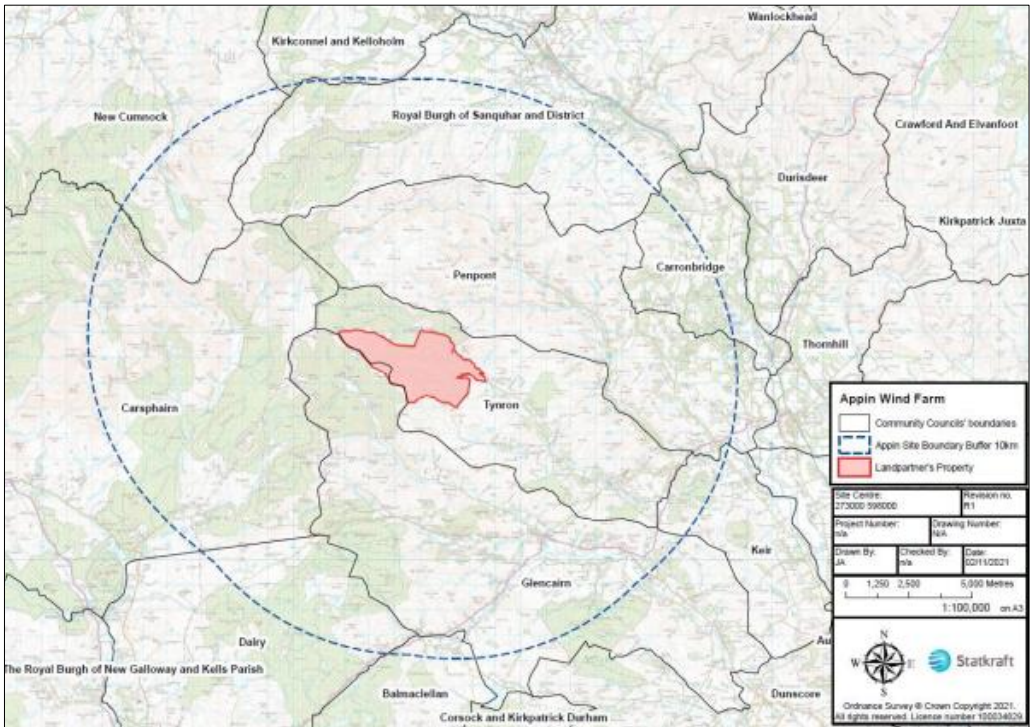 Wanlockhead
Kirkconnel and Kelloholm
New Cumnock
Royal Burgh of Sanquhar and District
Crawford And Elvanfoot
Durisdeer
Kirkpatrick Juxta
Carronbridge
Penpont
Thornhill
Carsphairn
Tynron
Keir
Glencairn
Dalry
The Royal Burgh of New Galloway and Kells Parish
Balmaclellan
Dunscore
Corsock and Kirkpatrick Durham
Au
Appin Wind Farm
Community Councils' boundaries
Appin Site Boundary Buffer 10km
Landpartner's Property
Site Centre:
273000 598000
Revision no.
R1
Project Number:
n/a
Drawing Number:
N/A
Drawn By:
JA
Checked By:
n/a
Date:
02/11/2021
0 1,250 2,500 5,000 Metres
1:100,000 on A3
N
W E
S
Statkraft
Ordnance Survey © Crown Copyright 2021.
All rights reserved. License number 100034029